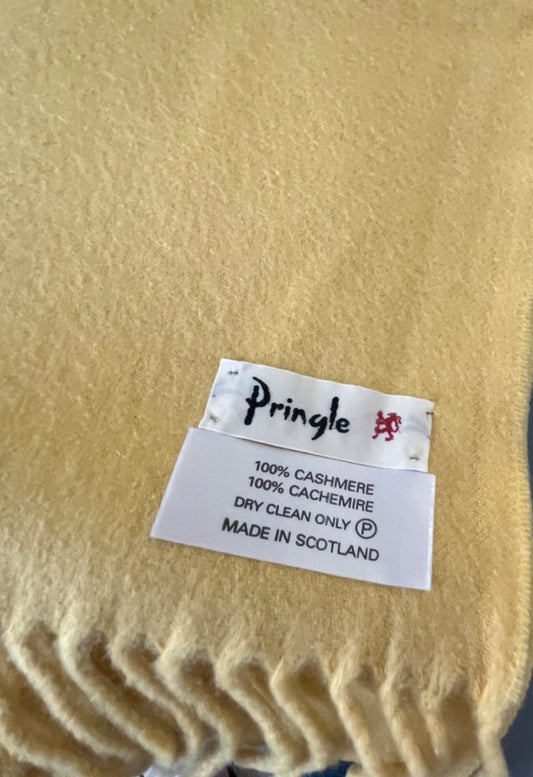 Pringle
100% CASHMERE
100% CACHEMIRE
DRY CLEAN ONLY Ⓟ
MADE IN SCOTLAND